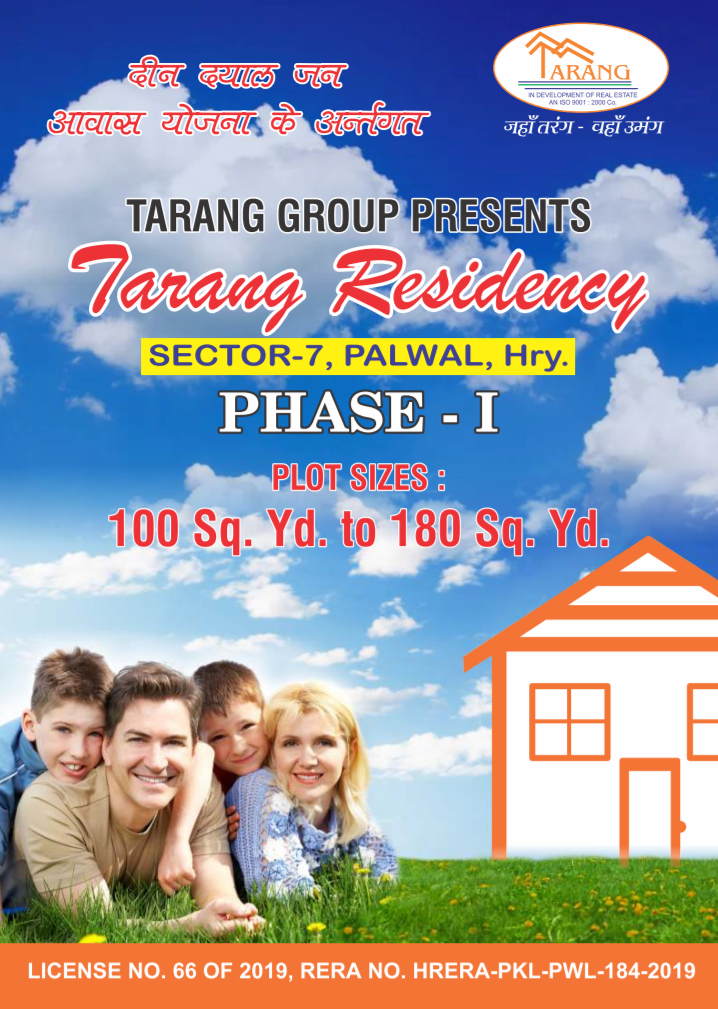 दीन दयाल जन
आवास योजना के अर्न्तगत
TARANG
IN DEVELOPMENT OF REAL ESTATE
AN ISO 9001 : 2000 Co.
जहाँ तरंग - वहाँ उमंग
TARANG GROUP PRESENTS
Tarang Residency
SECTOR-7, PALWAL, Hry.
PHASE - I
PLOT SIZES :
100 Sq. Yd. to 180 Sq. Yd.
LICENSE NO. 66 OF 2019, RERA NO. HRERA-PKL-PWL-184-2019